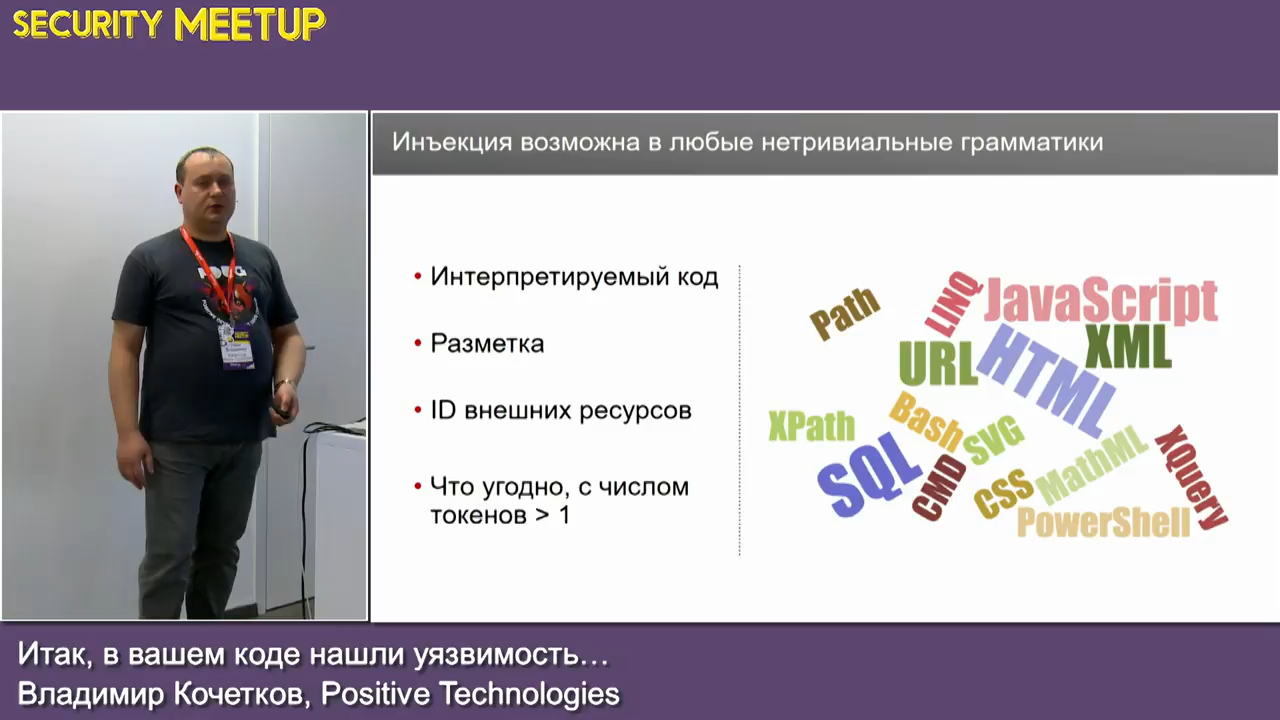 SECURITY MEETUP
Инъекция возможна в любые нетривиальные грамматики
• Интерпретируемый код
• Разметка
• ID внешних ресурсов
• Что угодно, с числом
токенов > 1
Path
LINQ
JavaScript
XML
URL
HTML
XPath
Bash
SVG
SQL
CMD
CSS
MathML
XQuery
PowerShell
Итак, в вашем коде нашли уязвимость...
Владимир Кочетков, Positive Technologies